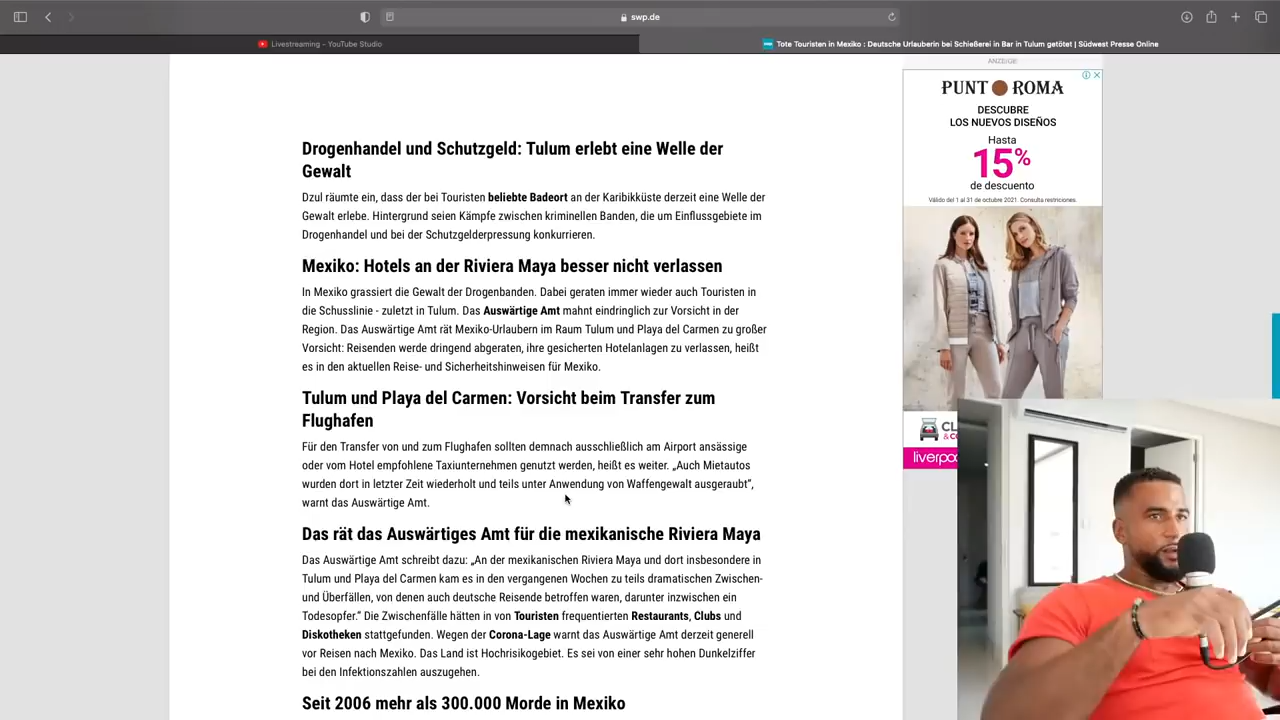 swp.de
Livestreaming – YouTube Studio
Tote Touristen in Mexiko : Deutsche Urlauberin bei Schießerei in Bar in Tulum getötet | Südwest Presse Online
ANZEIGE
PUNT ROMA
DESCUBRE
LOS NUEVOS DISEÑOS
Hasta
15%
de descuento
Válido del 1 al 31 de octubre 2021. Consulta restricciones.
CL
& CO
liverpoo
Drogenhandel und Schutzgeld: Tulum erlebt eine Welle der
Gewalt
Dzul räumte ein, dass der bei Touristen beliebte Badeort an der Karibikküste derzeit eine Welle der
Gewalt erlebe. Hintergrund seien Kämpfe zwischen kriminellen Banden, die um Einflussgebiete im
Drogenhandel und bei der Schutzgelderpressung konkurrieren.
Mexiko: Hotels an der Riviera Maya besser nicht verlassen
In Mexiko grassiert die Gewalt der Drogenbanden. Dabei geraten immer wieder auch Touristen in
die Schusslinie - zuletzt in Tulum. Das Auswärtige Amt mahnt eindringlich zur Vorsicht in der
Region. Das Auswärtige Amt rät Mexiko-Urlaubern im Raum Tulum und Playa del Carmen zu großer
Vorsicht: Reisenden werde dringend abgeraten, ihre gesicherten Hotelanlagen zu verlassen, heißt
es in den aktuellen Reise- und Sicherheitshinweisen für Mexiko.
Tulum und Playa del Carmen: Vorsicht beim Transfer zum
Flughafen
Für den Transfer von und zum Flughafen sollten demnach ausschließlich am Airport ansässige
oder vom Hotel empfohlene Taxiunternehmen genutzt werden, heißt es weiter. „Auch Mietautos
wurden dort in letzter Zeit wiederholt und teils unter Anwendung von Waffengewalt ausgeraubt“,
warnt das Auswärtige Amt.
Das rät das Auswärtiges Amt für die mexikanische Riviera Maya
Das Auswärtige Amt schreibt dazu: „An der mexikanischen Riviera Maya und dort insbesondere in
Tulum und Playa del Carmen kam es in den vergangenen Wochen zu teils dramatischen Zwischen-
und Überfällen, von denen auch deutsche Reisende betroffen waren, darunter inzwischen ein
Todesopfer.“ Die Zwischenfälle hätten in von Touristen frequentierten Restaurants, Clubs und
Diskotheken stattgefunden. Wegen der Corona-Lage warnt das Auswärtige Amt derzeit generell
vor Reisen nach Mexiko. Das Land ist Hochrisikogebiet. Es sei von einer sehr hohen Dunkelziffer
bei den Infektionszahlen auszugehen.
Seit 2006 mehr als 300.000 Morde in Mexiko